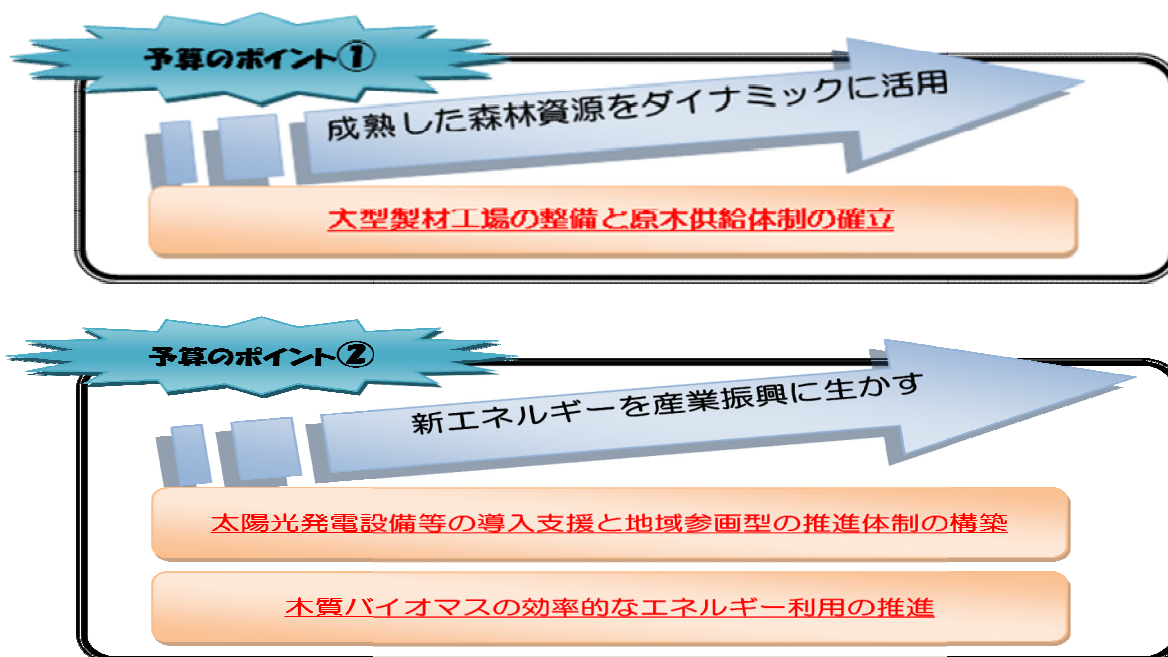 予算のポイント①
成熟した森林資源をダイナミックに活用
大型製材工場の整備と原木供給体制の確立
予算のポイント②
新エネルギーを産業振興に生かす
太陽光発電設備等の導入支援と地域参画型の推進体制の構築
木質バイオマスの効率的なエネルギー利用の推進